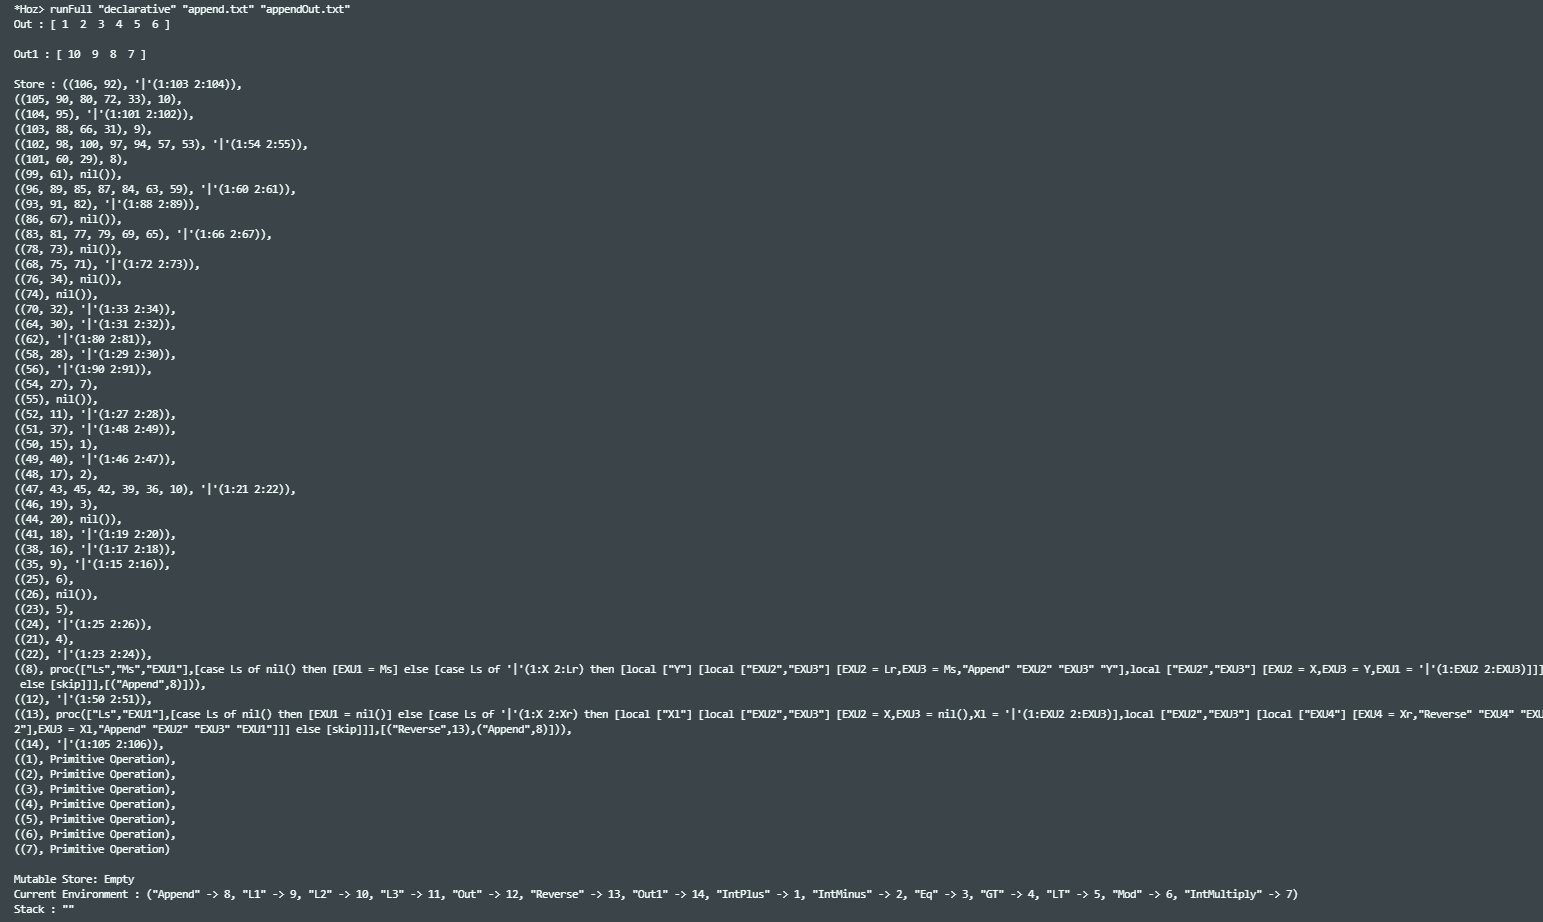 *Hoz> runFull "declarative" "append.txt" "appendOut.txt"
Out : [ 1  2  3  4  5  6 ]

Out1 : [ 10  9  8  7 ]

Store : ((106, 92), '|'(1:103 2:104)),
((105, 90, 80, 72, 33), 10),
((104, 95), '|'(1:101 2:102)),
((103, 88, 66, 31), 9),
((102, 98, 100, 97, 94, 57, 53), '|'(1:54 2:55)),
((101, 60, 29), 8),
((99, 61), nil()),
((96, 89, 85, 87, 84, 63, 59), '|'(1:60 2:61)),
((93, 91, 82), '|'(1:88 2:89)),
((86, 67), nil()),
((83, 81, 77, 79, 69, 65), '|'(1:66 2:67)),
((78, 73), nil()),
((68, 75, 71), '|'(1:72 2:73)),
((76, 34), nil()),
((74), nil()),
((70, 32), '|'(1:33 2:34)),
((64, 30), '|'(1:31 2:32)),
((62), '|'(1:80 2:81)),
((58, 28), '|'(1:29 2:30)),
((56), '|'(1:90 2:91)),
((54, 27), 7),
((55), nil()),
((52, 11), '|'(1:27 2:28)),
((51, 37), '|'(1:48 2:49)),
((50, 15), 1),
((49, 40), '|'(1:46 2:47)),
((48, 17), 2),
((47, 43, 45, 42, 39, 36, 10), '|'(1:21 2:22)),
((46, 19), 3),
((44, 20), nil()),
((41, 18), '|'(1:19 2:20)),
((38, 16), '|'(1:17 2:18)),
((35, 9), '|'(1:15 2:16)),
((25), 6),
((26), nil()),
((23), 5),
((24), '|'(1:25 2:26)),
((21), 4),
((22), '|'(1:23 2:24)),
((8), proc(["Ls","Ms","EXU1"],[case Ls of nil() then [EXU1 = Ms] else [case Ls of '|'(1:X 2:Lr) then [local ["Y"] [local ["EXU2","EXU3"] [EXU2 = Lr,EXU3 = Ms,"Append" "EXU2" "EXU3" "Y"],local ["EXU2","EXU3"] [EXU2 = X,EXU3 = Y,EXU1 = '|'(1:EXU2 2:EXU3)]]]
 else [skip]]],[("Append",8)])),
((12), '|'(1:50 2:51)),
((13), proc(["Ls","EXU1"],[case Ls of nil() then [EXU1 = nil()] else [case Ls of '|'(1:X 2:Xr) then [local ["Xl"] [local ["EXU2","EXU3"] [EXU2 = X,EXU3 = nil(),Xl = '|'(1:EXU2 2:EXU3)],local ["EXU2","EXU3"] [local ["EXU4"] [EXU4 = Xr,"Reverse" "EXU4" "EXU
2"],EXU3 = Xl,"Append" "EXU2" "EXU3" "EXU1"]]] else [skip]]],[("Reverse",13),("Append",8)])),
((14), '|'(1:105 2:106)),
((1), Primitive Operation),
((2), Primitive Operation),
((3), Primitive Operation),
((4), Primitive Operation),
((5), Primitive Operation),
((6), Primitive Operation),
((7), Primitive Operation)

Mutable Store: Empty
Current Environment : ("Append" -> 8, "L1" -> 9, "L2" -> 10, "L3" -> 11, "Out" -> 12, "Reverse" -> 13, "Out1" -> 14, "IntPlus" -> 1, "IntMinus" -> 2, "Eq" -> 3, "GT" -> 4, "LT" -> 5, "Mod" -> 6, "IntMultiply" -> 7)
Stack : ""